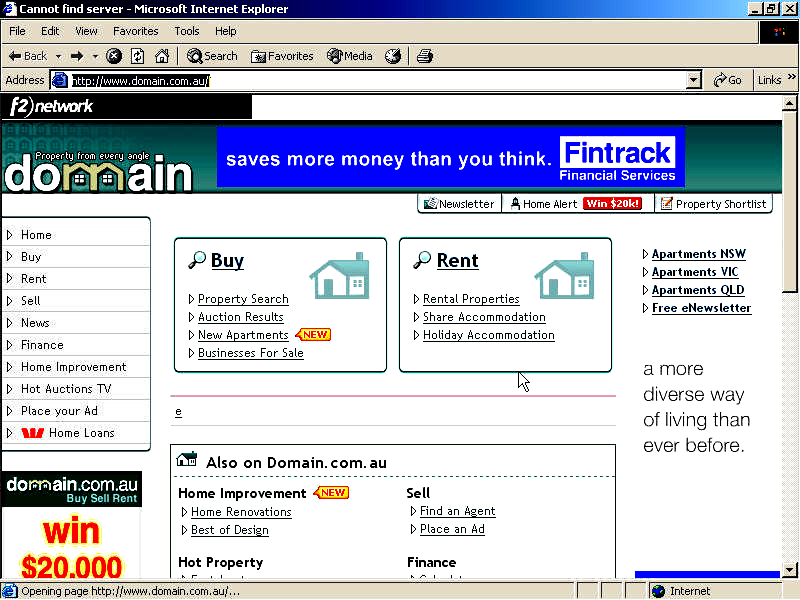 Cannot find server - Microsoft Internet Explorer
File Edit View Favorites Tools Help
Back Search Favorites Media
Address http://www.domain.com.au/ Go Links »
f2)network
Property from every angle
domain
saves more money than you think. Fintrack
Financial Services
Newsletter Home Alert Win $20k! Property Shortlist
Home
Buy
Rent
Sell
News
Finance
Home Improvement
Hot Auctions TV
Place your Ad
Home Loans
Buy
Property Search
Auction Results
New Apartments NEW
Businesses For Sale
Rent
Rental Properties
Share Accommodation
Holiday Accommodation
Apartments NSW
Apartments VIC
Apartments QLD
Free eNewsletter
a more
diverse way
of living than
ever before.
e
domain.com.au
Buy Sell Rent
win
$20,000
Also on Domain.com.au
Home Improvement NEW
Home Renovations
Best of Design
Sell
Find an Agent
Place an Ad
Hot Property
Finance
Opening page http://www.domain.com.au/... Internet